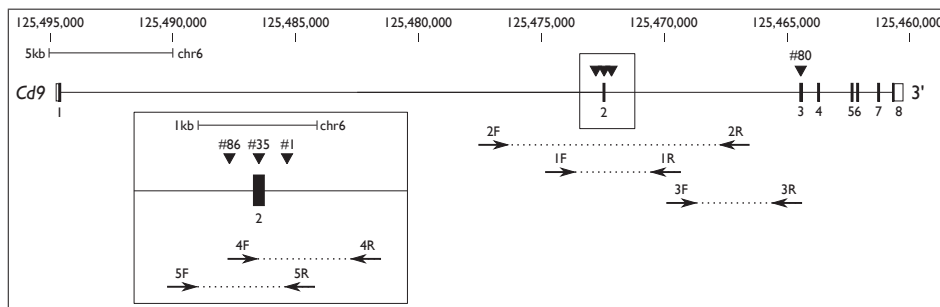 125,495,000 125,490,000 125,485,000 125,480,000 125,475,000 125,470,000 125,465,000 125,460,000
5kb chr6
#80
Cd9 3'
1 2 3 4 56 7 8
1kb chr6
#86 #35 #1
2
2F 2R
1F 1R
3F 3R
4F 4R
5F 5R